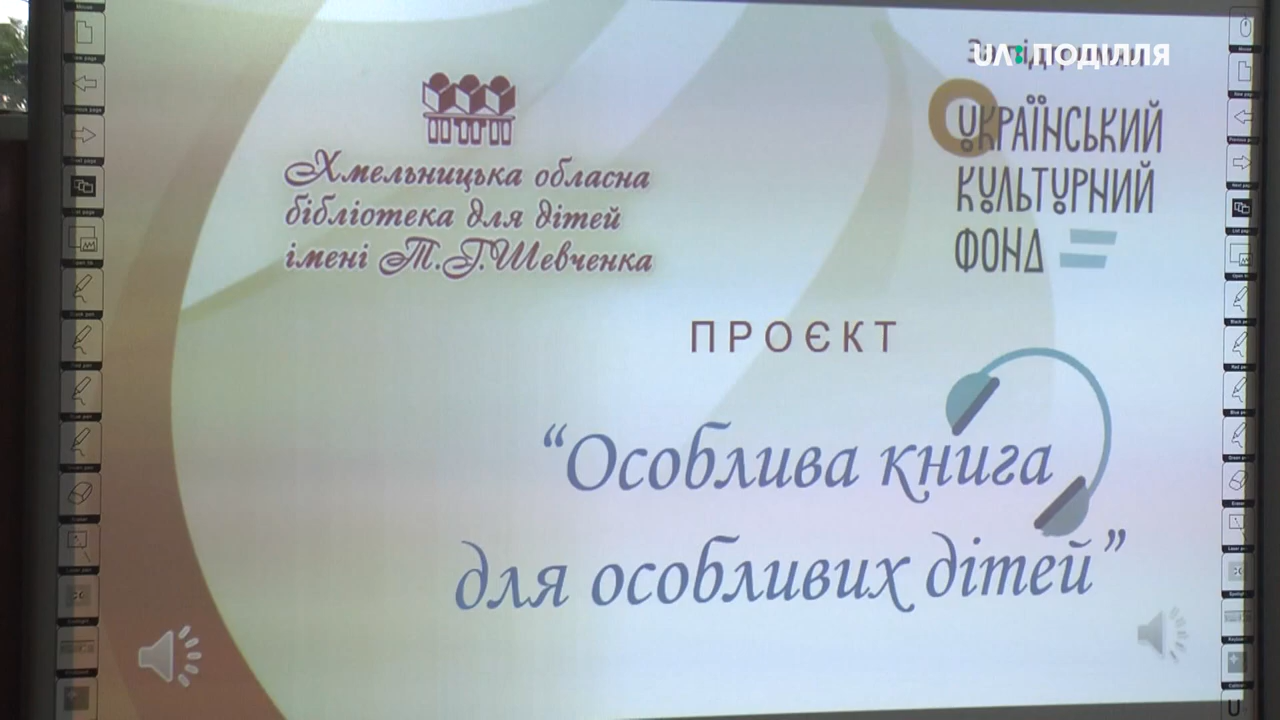 UA: ПОДІЛЛЯ
Хмельницька обласна
бібліотека для дітей
імені Т.Г.Шевченка
УКРАЇНСЬКИЙ
КУЛЬТУРНИЙ
ФОНД
ПРОЄКТ
“Особлива книга
для особливих дітей”